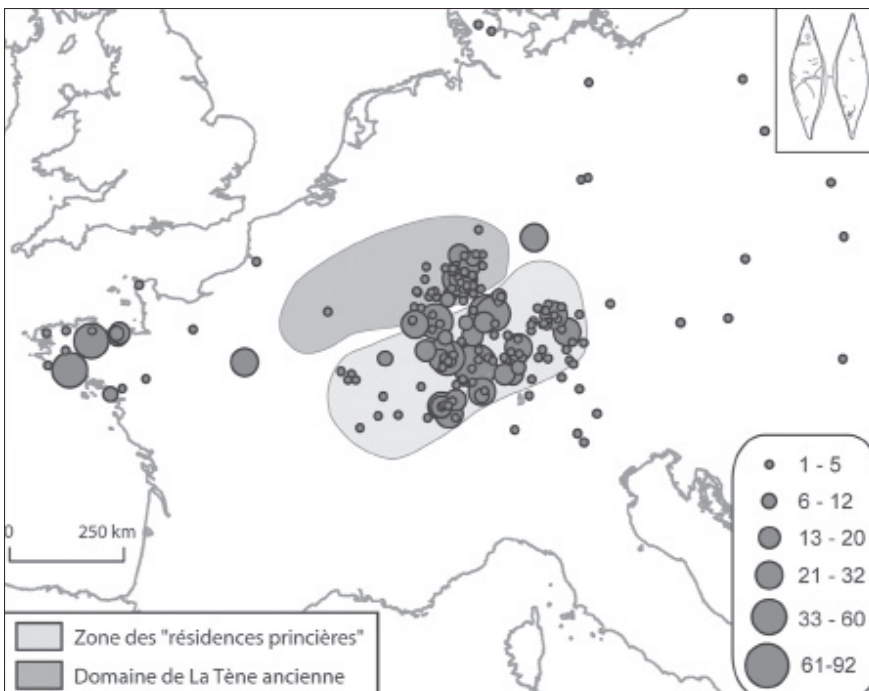 0 250 km
Zone des "résidences princières"
Domaine de La Tène ancienne
1 - 5
6 - 12
13 - 20
21 - 32
33 - 60
61-92